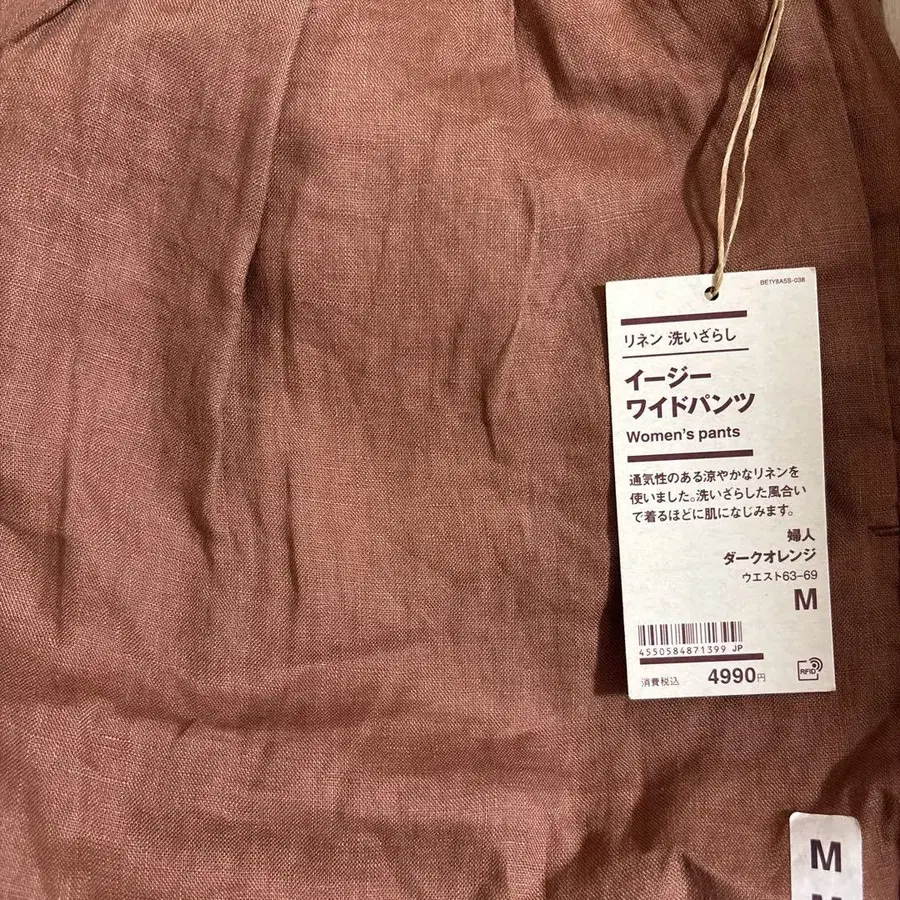 BE1Y8A5S-038
リネン 洗いざらし
イージー
ワイドパンツ
Women's pants
通気性のある涼やかなリネンを
使いました。洗いざらした風合い
で着るほどに肌になじみます。
婦人
ダークオレンジ
ウエスト63-69
M
4550584871399 JP
消費税込 4990円
RFID
M